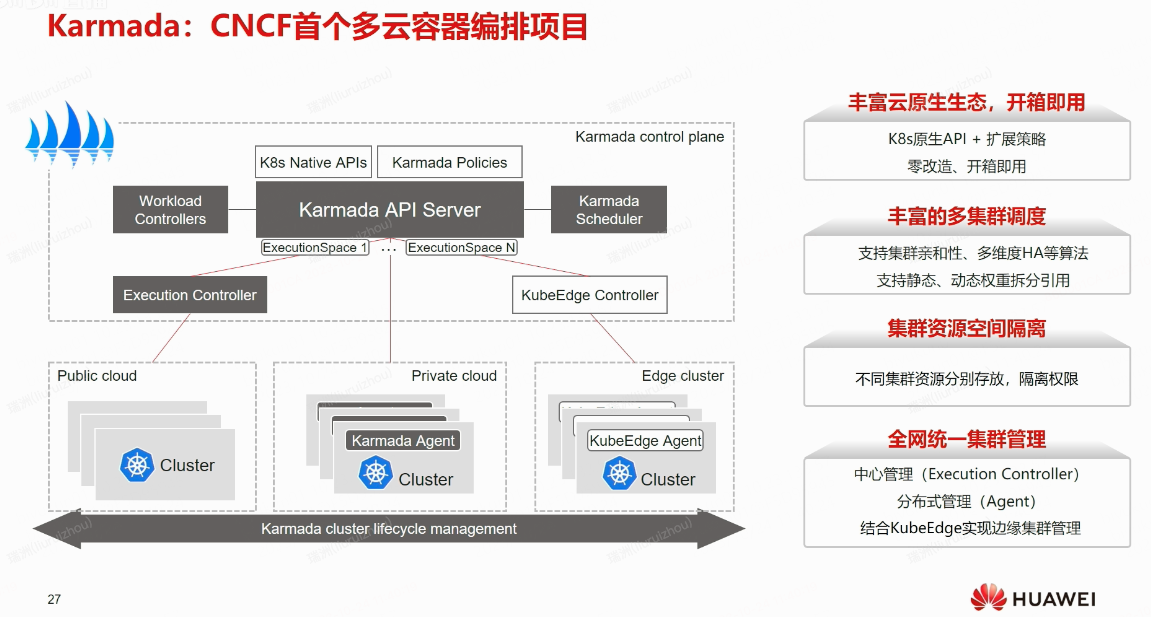 Karmada：CNCF首个多云容器编排项目
Karmada control plane
K8s Native APIs
Karmada Policies
Workload
Controllers
Karmada API Server
Karmada
Scheduler
ExecutionSpace 1
...
ExecutionSpace N
Execution Controller
KubeEdge Controller
Public cloud
Cluster
Private cloud
Karmada Agent
Cluster
Edge cluster
KubeEdge Agent
Cluster
Karmada cluster lifecycle management
丰富云原生生态，开箱即用
K8s原生API + 扩展策略
零改造、开箱即用
丰富的多集群调度
支持集群亲和性、多维度HA等算法
支持静态、动态权重拆分引用
集群资源空间隔离
不同集群资源分别存放，隔离权限
全网统一集群管理
中心管理（Execution Controller）
分布式管理（Agent）
结合KubeEdge实现边缘集群管理
27
HUAWEI